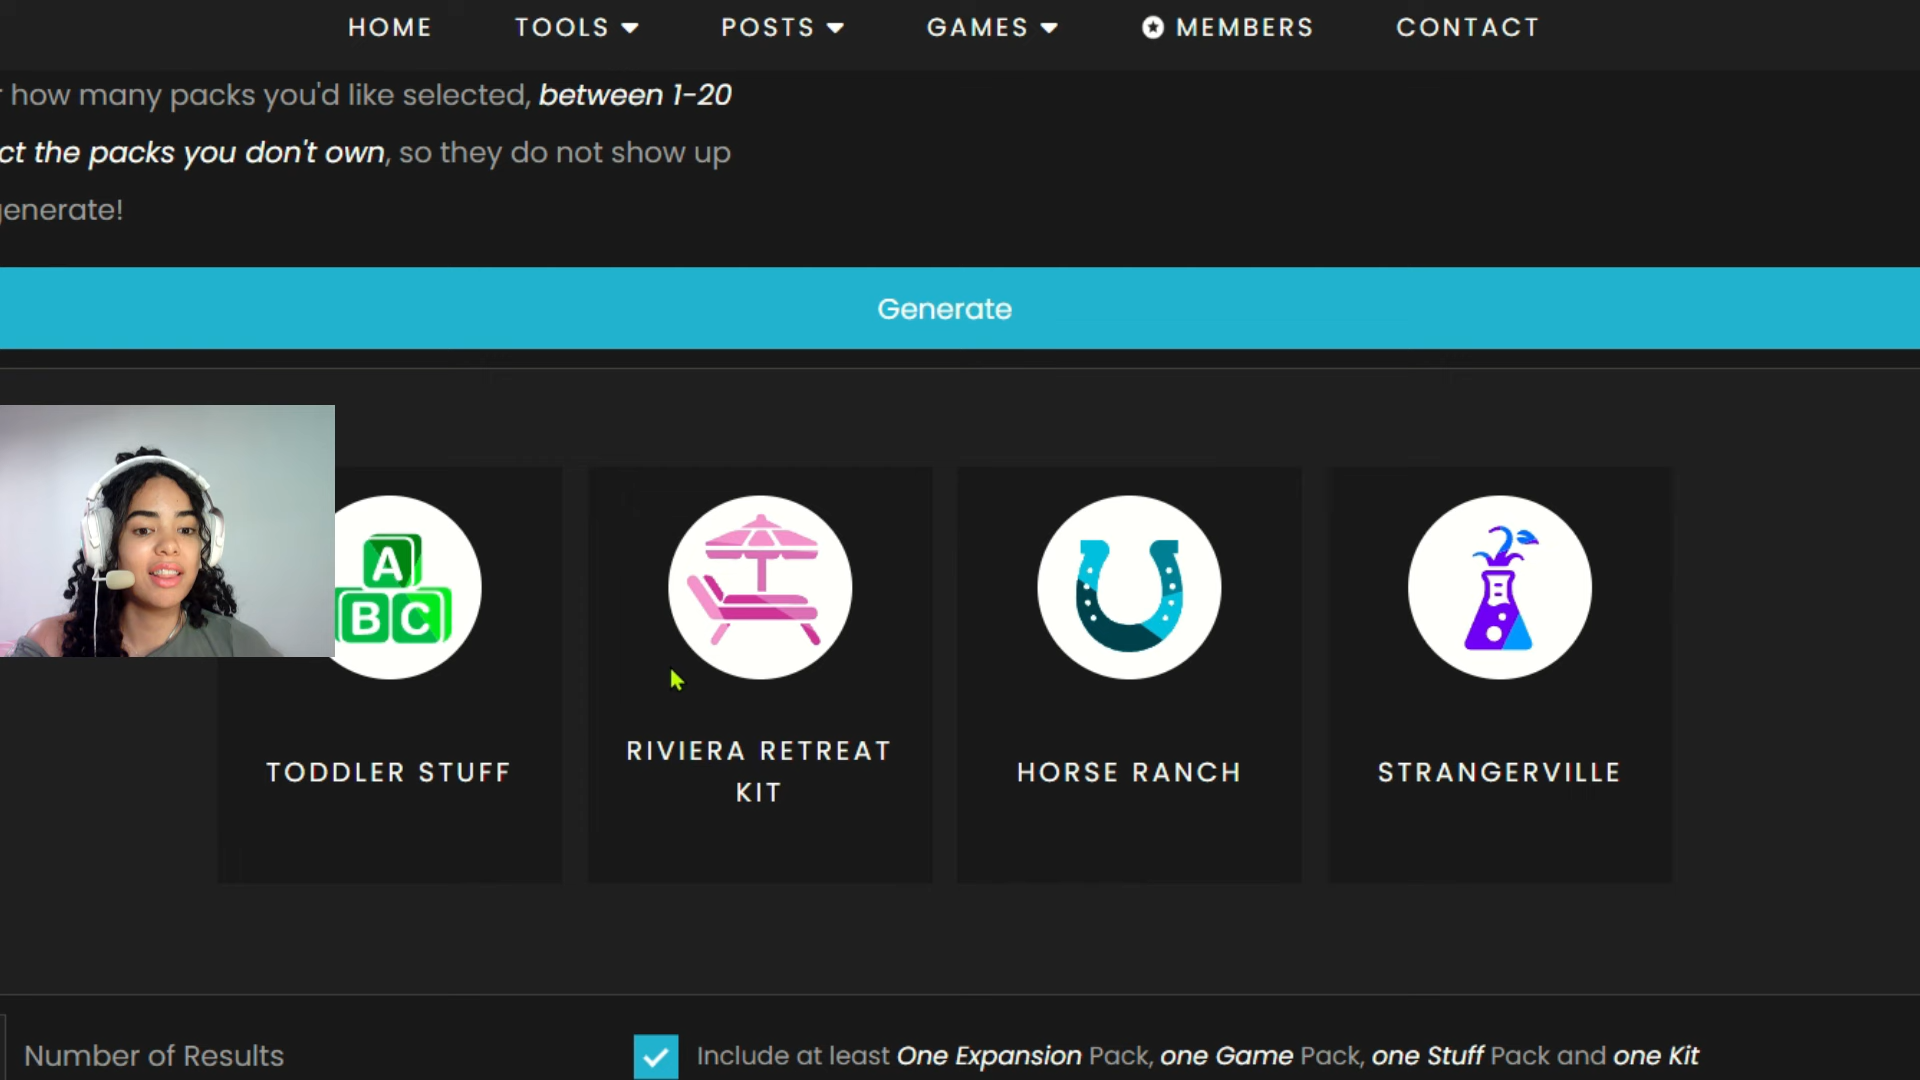 HOME TOOLS POSTS GAMES MEMBERS CONTACT
how many packs you'd like selected, between 1-20
ct the packs you don't own, so they do not show up
generate!
Generate
A
B C
TODDLER STUFF
RIVIERA RETREAT
KIT
HORSE RANCH
STRANGERVILLE
Number of Results
Include at least One Expansion Pack, one Game Pack, one Stuff Pack and one Kit